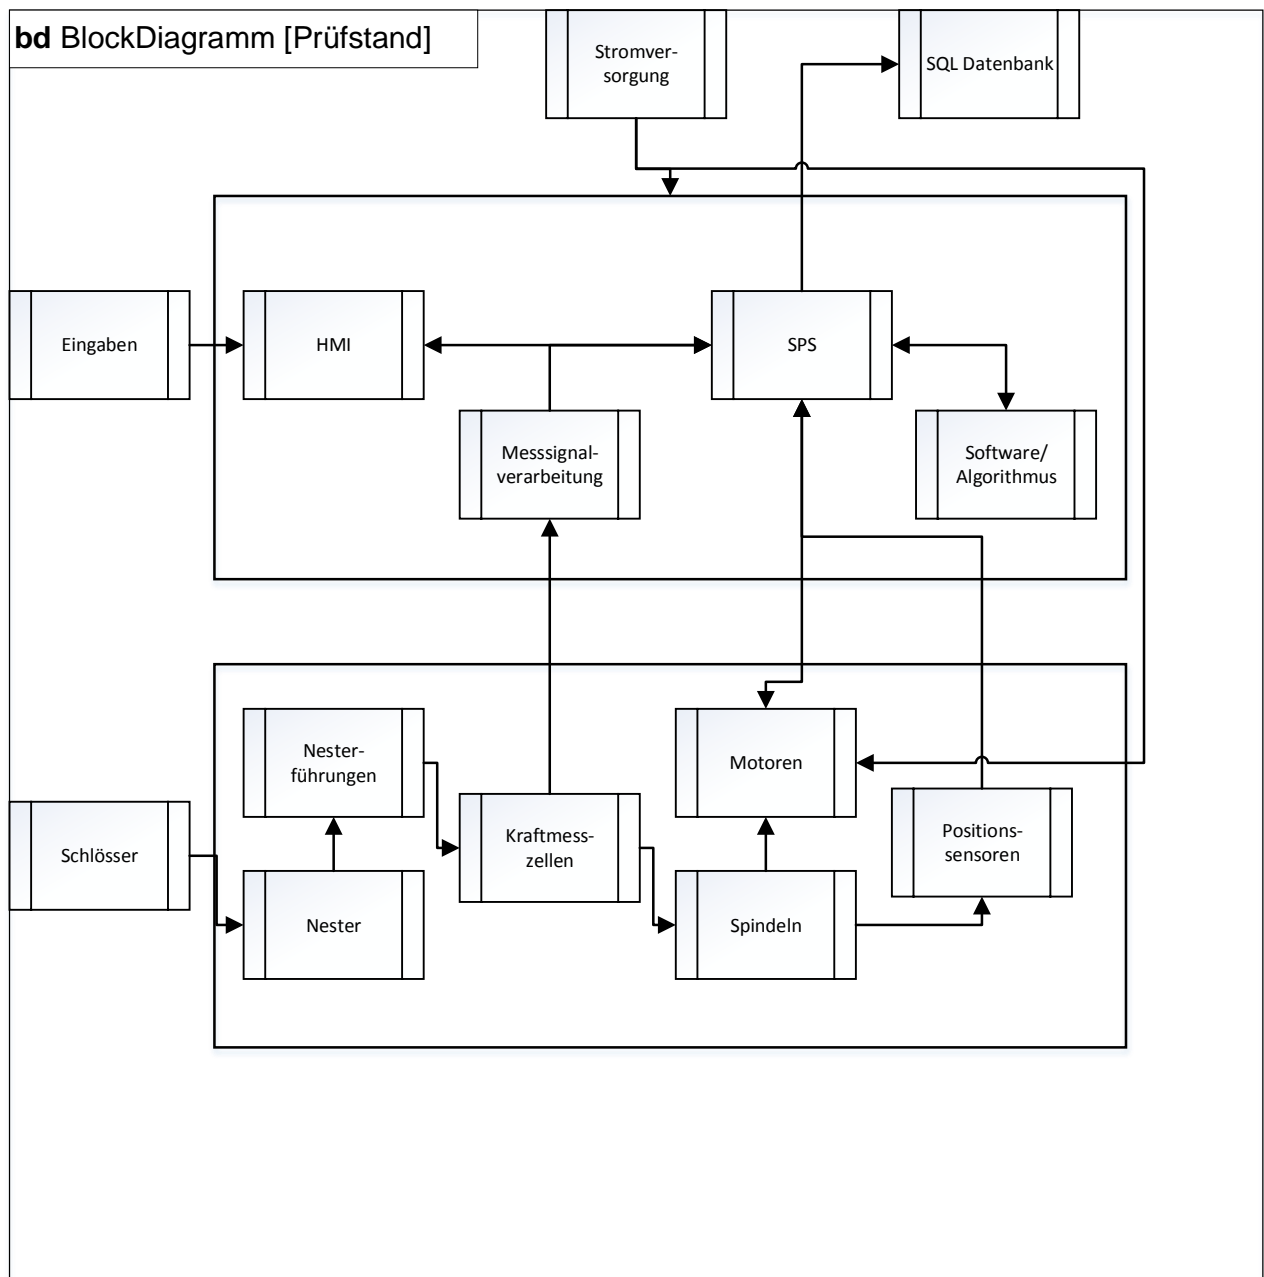 bd BlockDiagramm [Prüfstand]
Stromver-
sorgung
SQL Datenbank
Eingaben
HMI
SPS
Messsignal-
verarbeitung
Software/
Algorithmus
Nester-
führungen
Motoren
Kraftmess-
zellen
Positions-
sensoren
Schlösser
Nester
Spindeln